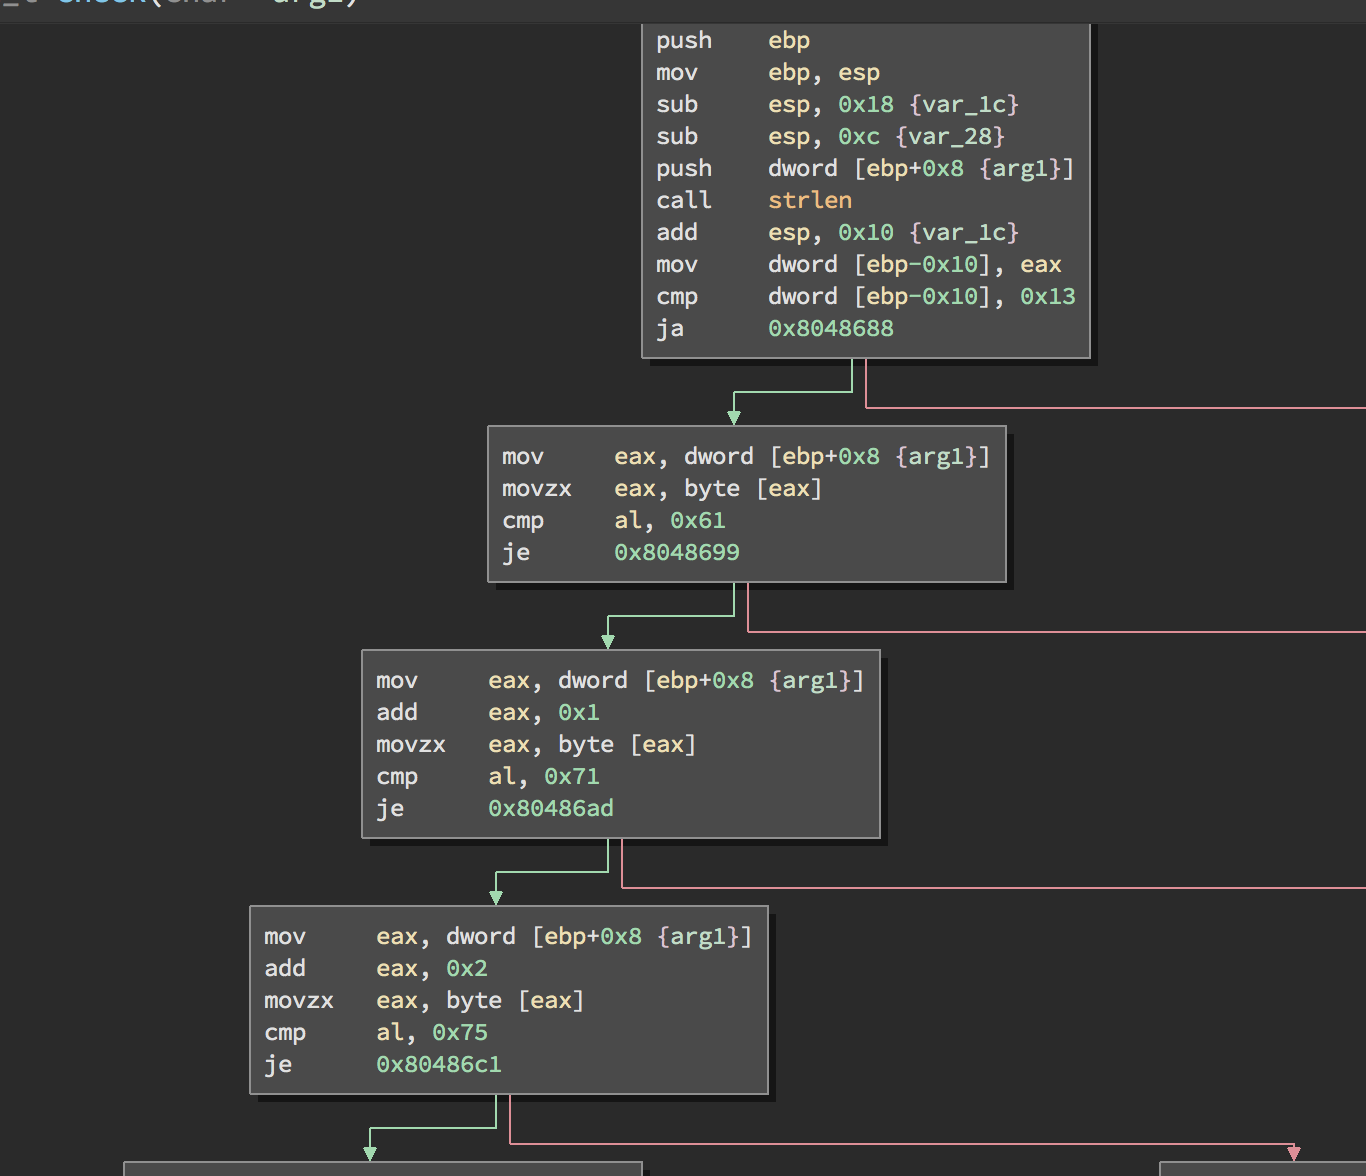 check(char* arg1)
push ebp
mov ebp, esp
sub esp, 0x18 {var_1c}
sub esp, 0xc {var_28}
push dword [ebp+0x8 {arg1}]
call strlen
add esp, 0x10 {var_1c}
mov dword [ebp-0x10], eax
cmp dword [ebp-0x10], 0x13
ja 0x8048688
mov eax, dword [ebp+0x8 {arg1}]
movzx eax, byte [eax]
cmp al, 0x61
je 0x8048699
mov eax, dword [ebp+0x8 {arg1}]
add eax, 0x1
movzx eax, byte [eax]
cmp al, 0x71
je 0x80486ad
mov eax, dword [ebp+0x8 {arg1}]
add eax, 0x2
movzx eax, byte [eax]
cmp al, 0x75
je 0x80486c1